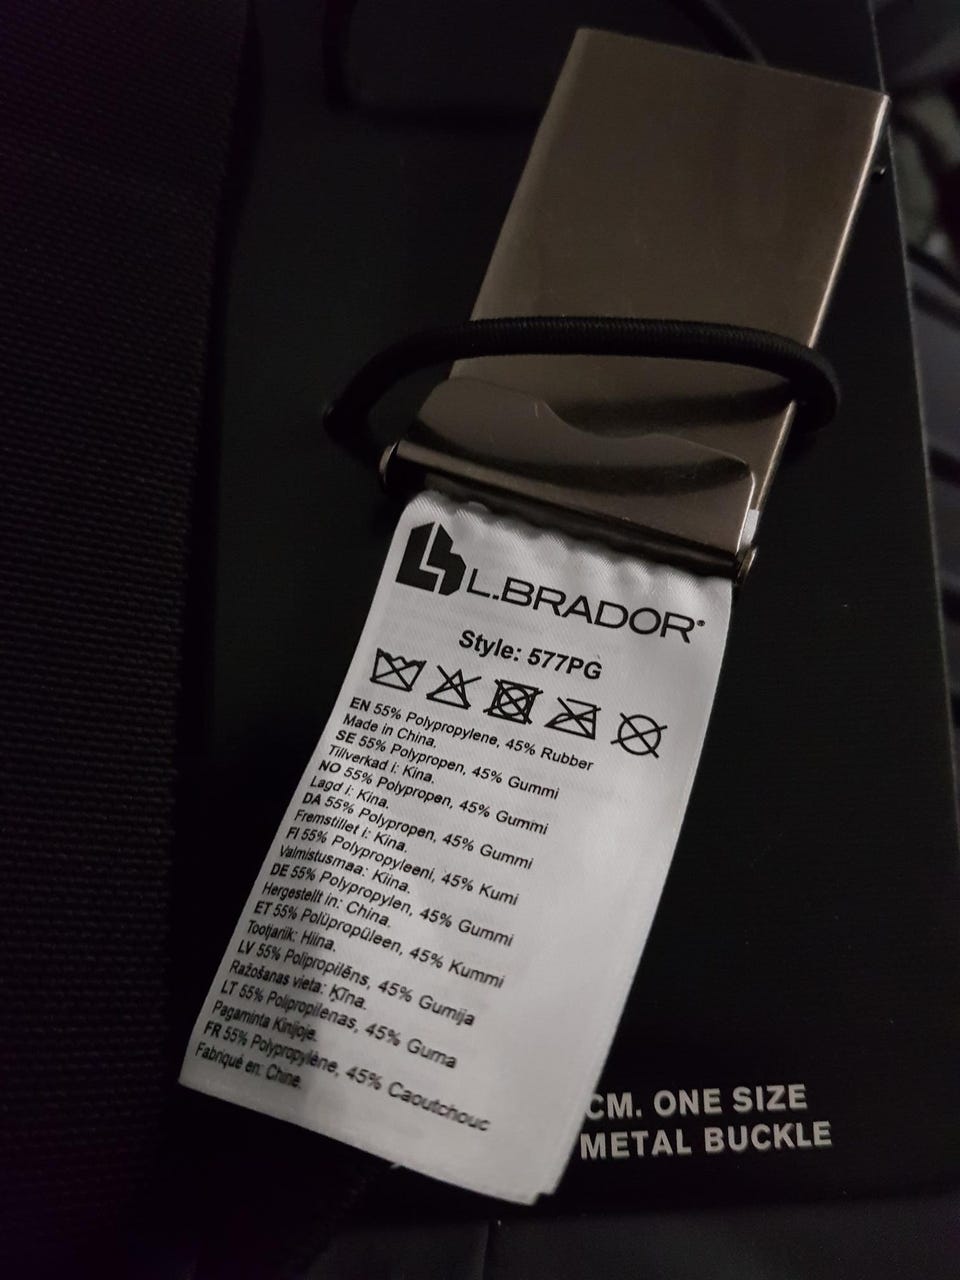 L.BRADOR®
Style: 577PG
EN 55% Polypropylene, 45% Rubber
Made in China.
SE 55% Polypropen, 45% Gummi
Tillverkad i: Kina.
NO 55% Polypropen, 45% Gummi
Lagd i: Kina.
DA 55% Polypropen, 45% Gummi
Fremstillet i: Kina.
FI 55% Polypropyleeni, 45% Kumi
Valmistusmaa: Kiina.
DE 55% Polypropylen, 45% Gummi
Hergestellt in: China.
ET 55% Polüpropüleen, 45% Kummi
Tootjariik: Hiina.
LV 55% Polipropilēns, 45% Gumija
Ražošanas vieta: Ķīna.
LT 55% Polipropilenas, 45% Guma
Pagaminta Kinijoje.
FR 55% Polypropylène, 45% Caoutchouc
Fabriqué en: Chine.
CM. ONE SIZE
METAL BUCKLE